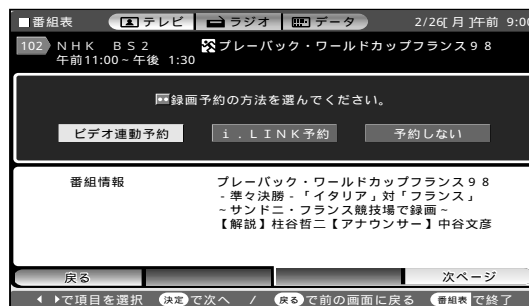 ■番組表 テレビ ラジオ データ 2/26[月]午前 9:00
102 NHK BS2 プレーバック・ワールドカップフランス98
午前11:00~午後 1:30
録画予約の方法を選んでください。
ビデオ連動予約 i.LINK予約 予約しない
番組情報 プレーバック・ワールドカップフランス98
-準々決勝-「イタリア」対「フランス」
~サンドニ・フランス競技場で録画~
【解説】柱谷哲二【アナウンサー】中谷文彦
戻る 次ページ
で項目を選択 決定で次へ / 戻るで前の画面に戻る 番組表で終了